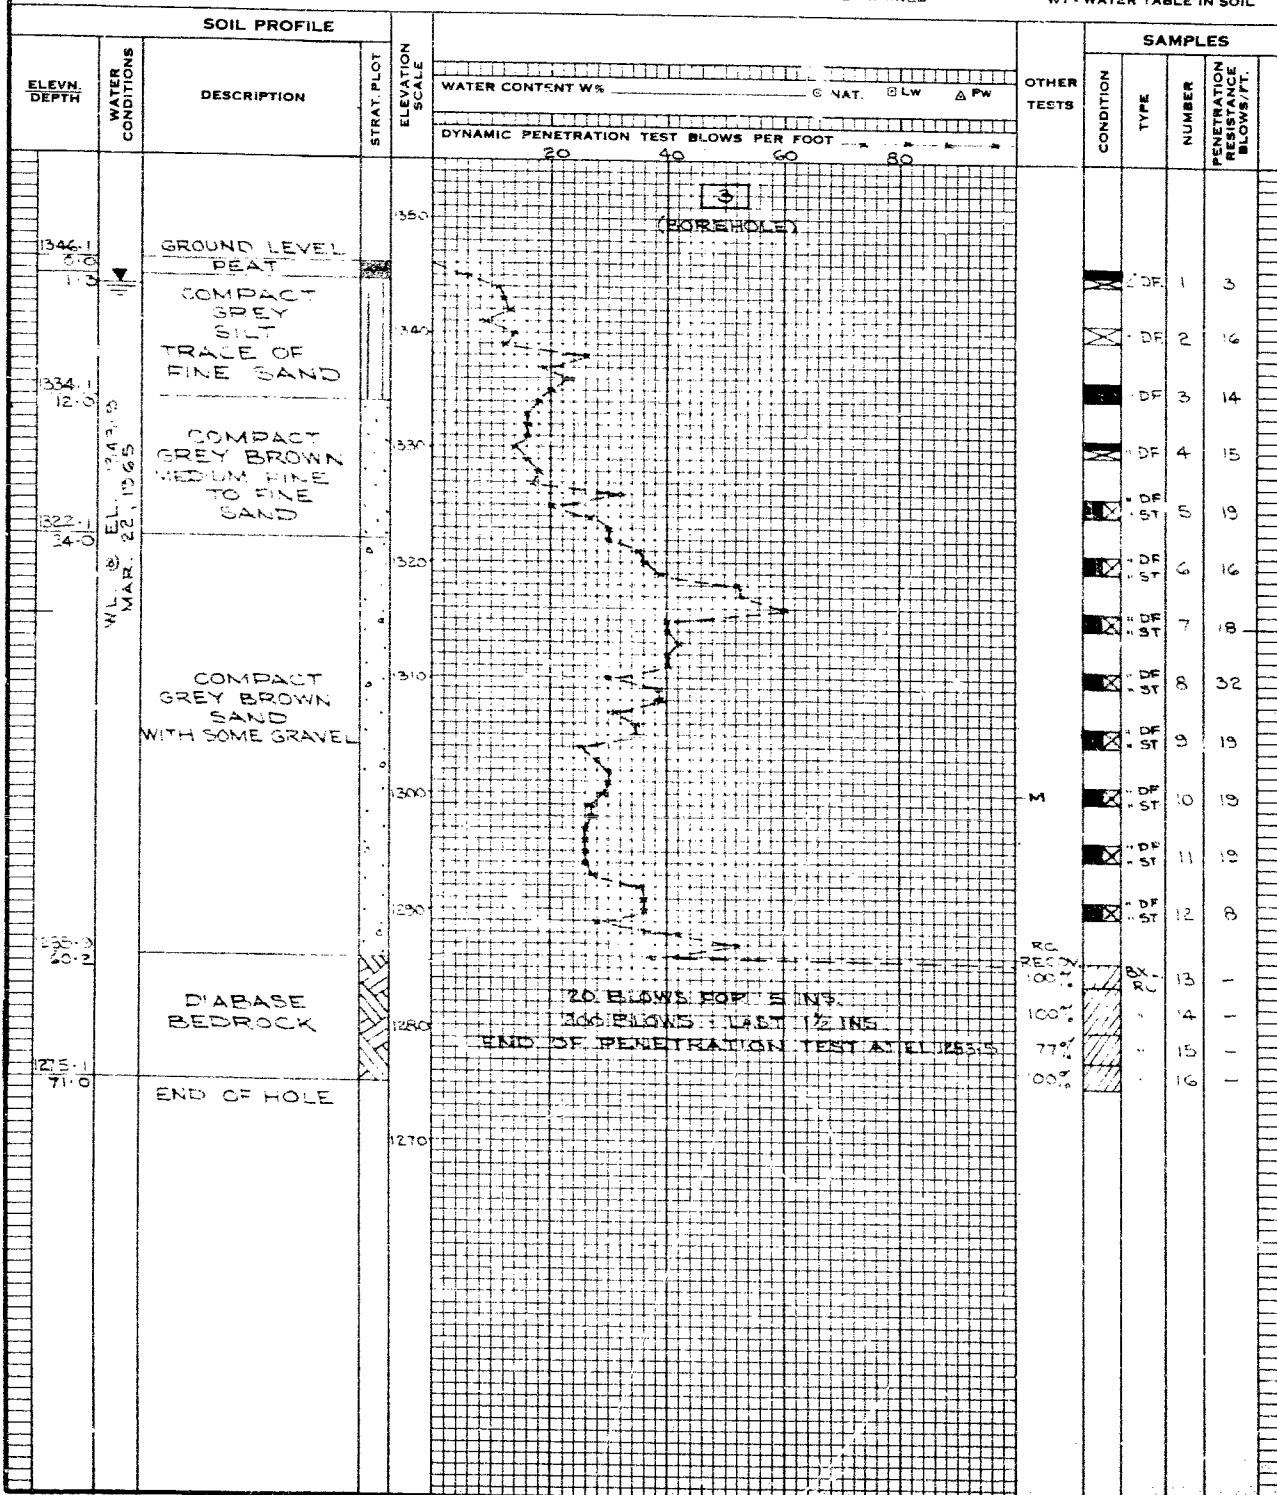 WT - WATER TABLE IN SOIL
SOIL PROFILE
SAMPLES
ELEVN.
DEPTH
WATER
CONDITIONS
DESCRIPTION
STRAT. PLOT
ELEVATION
SCALE
WATER CONTENT W% NAT. LW PW
DYNAMIC PENETRATION TEST BLOWS PER FOOT
20 40 60 80
OTHER
TESTS
CONDITION
TYPE
NUMBER
PENETRATION
RESISTANCE
BLOWS/FT.
3
(BOREHOLE)
1350
1346.1
0.0
GROUND LEVEL
PEAT
1.3
COMPACT
GREY
SILT
TRACE OF
FINE SAND
1340
1334.1
12.0
COMPACT
GREY BROWN
MEDIUM FINE
TO FINE
SAND
1330
1322.1
24.0
W.L. @ EL.
MAR. 22, 1965
1320
COMPACT
GREY BROWN
SAND
WITH SOME GRAVEL
1310
1300
1290
60.2
DIABASE
BEDROCK
1280
1275.1
71.0
END OF HOLE
1270
20 BLOWS FOR 5 INS.
200 BLOWS : LAST 1½ INS.
END OF PENETRATION TEST AT EL.
M
DF 1 3
DF 2 16
DF 3 14
DF 4 15
DF
ST 5 19
DF
ST 6 16
DF
ST 7 18
DF
ST 8 32
DF
ST 9 19
DF
ST 10 19
DF
ST 11 19
DF
ST 12 8
RC
RECOV.
100% BX
RC 13 –
100% " 14 –
77% " 15 –
100% " 16 –